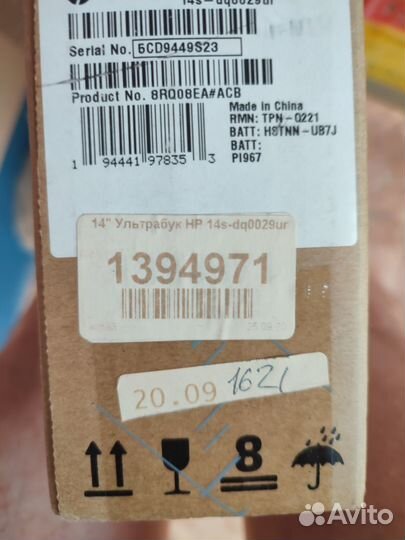 14s-dq0029ur
Serial No. 5CD9449S23
Product No. 8RQ08EA#ACB
Made in China
RMN: TPN-Q221
BATT: HSTNN-UB7J
BATT:
PI967
1 94441 97835 3
14" Ультрабук HP 14s-dq0029ur
1394971
20.09
1621
8
Avito